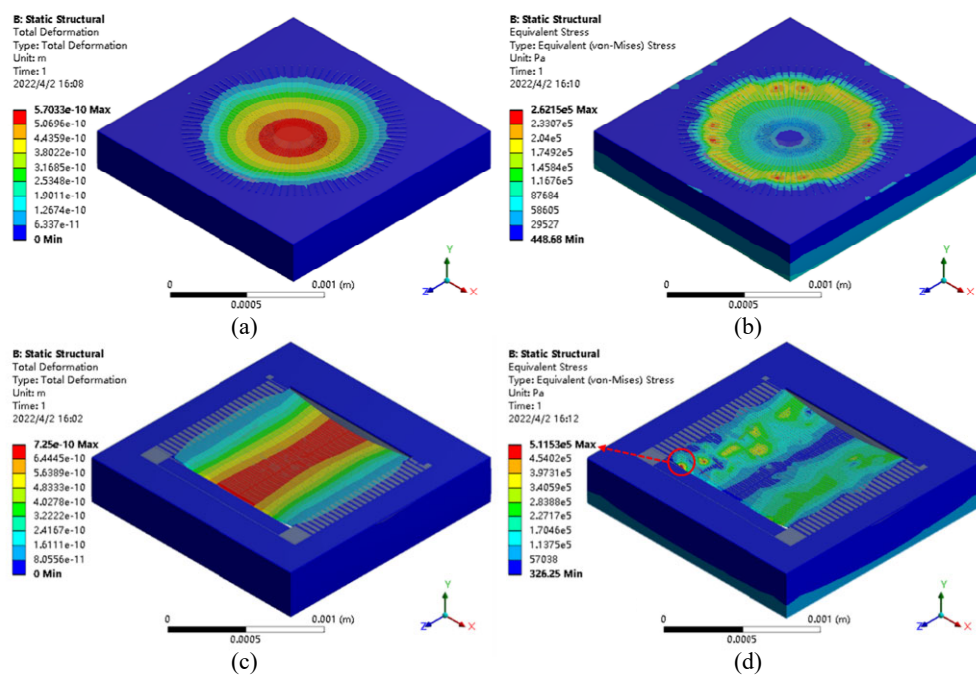 B: Static Structural
Total Deformation
Type: Total Deformation
Unit: m
Time: 1
2022/4/2 16:08
5.7033e-10 Max
5.0696e-10
4.4359e-10
3.8022e-10
3.1685e-10
2.5348e-10
1.9011e-10
1.2674e-10
6.337e-11
0 Min
0
0.001 (m)
0.0005
Y
Z
X
(a)
B: Static Structural
Equivalent Stress
Type: Equivalent (von-Mises) Stress
Unit: Pa
Time: 1
2022/4/2 16:10
2.6215e5 Max
2.3307e5
2.04e5
1.7492e5
1.4584e5
1.1676e5
87684
58605
29527
448.68 Min
0
0.001 (m)
0.0005
Y
Z
X
(b)
B: Static Structural
Total Deformation
Type: Total Deformation
Unit: m
Time: 1
2022/4/2 16:02
7.25e-10 Max
6.4445e-10
5.6389e-10
4.8333e-10
4.0278e-10
3.2222e-10
2.4167e-10
1.6111e-10
8.0556e-11
0 Min
0
0.001 (m)
0.0005
Y
Z
X
(c)
B: Static Structural
Equivalent Stress
Type: Equivalent (von-Mises) Stress
Unit: Pa
Time: 1
2022/4/2 16:12
5.1153e5 Max
4.5402e5
3.9731e5
3.4059e5
2.8388e5
2.2717e5
1.7046e5
1.1375e5
57038
326.25 Min
0
0.001 (m)
0.0005
Y
Z
X
(d)